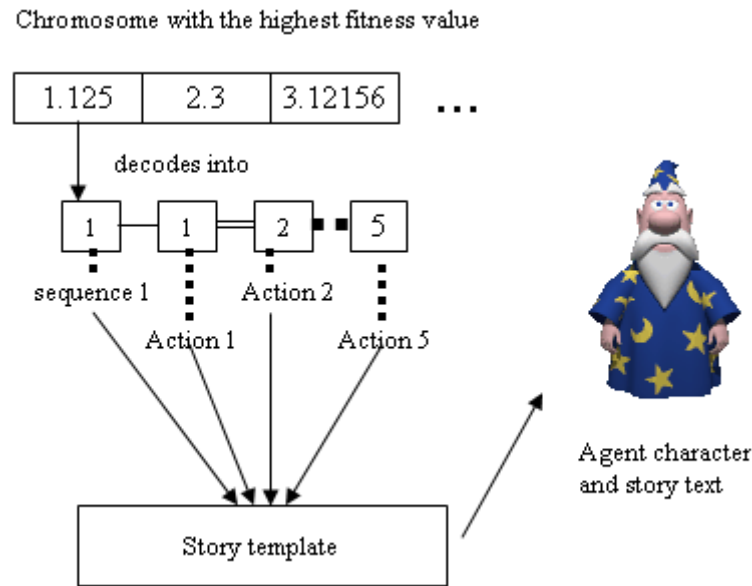 Chromosome with the highest fitness value
1.125 2.3 3.12156 ...
decodes into
1 1 2 5
sequence 1 Action 2
Action 1 Action 5
Agent character
and story text
Story template